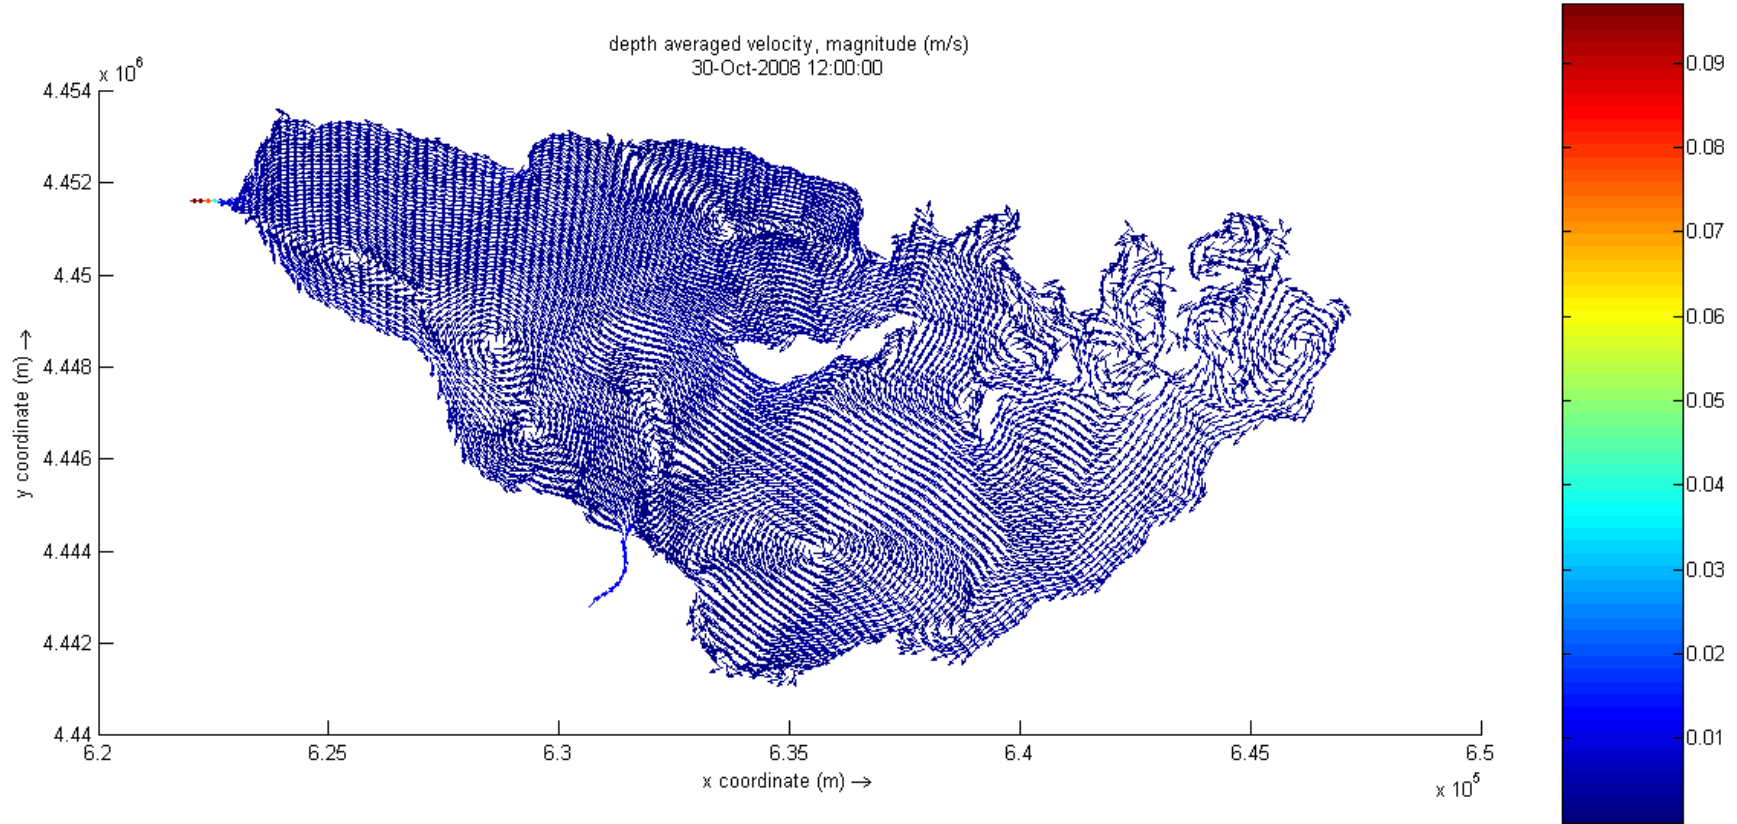 depth averaged velocity, magnitude (m/s)
30-Oct-2008 12:00:00
x 10^6
4.454
4.452
4.45
4.448
4.446
4.444
4.442
4.44
y coordinate (m) →
6.2 6.25 6.3 6.35 6.4 6.45 6.5
x coordinate (m) →
x 10^5
0.09
0.08
0.07
0.06
0.05
0.04
0.03
0.02
0.01